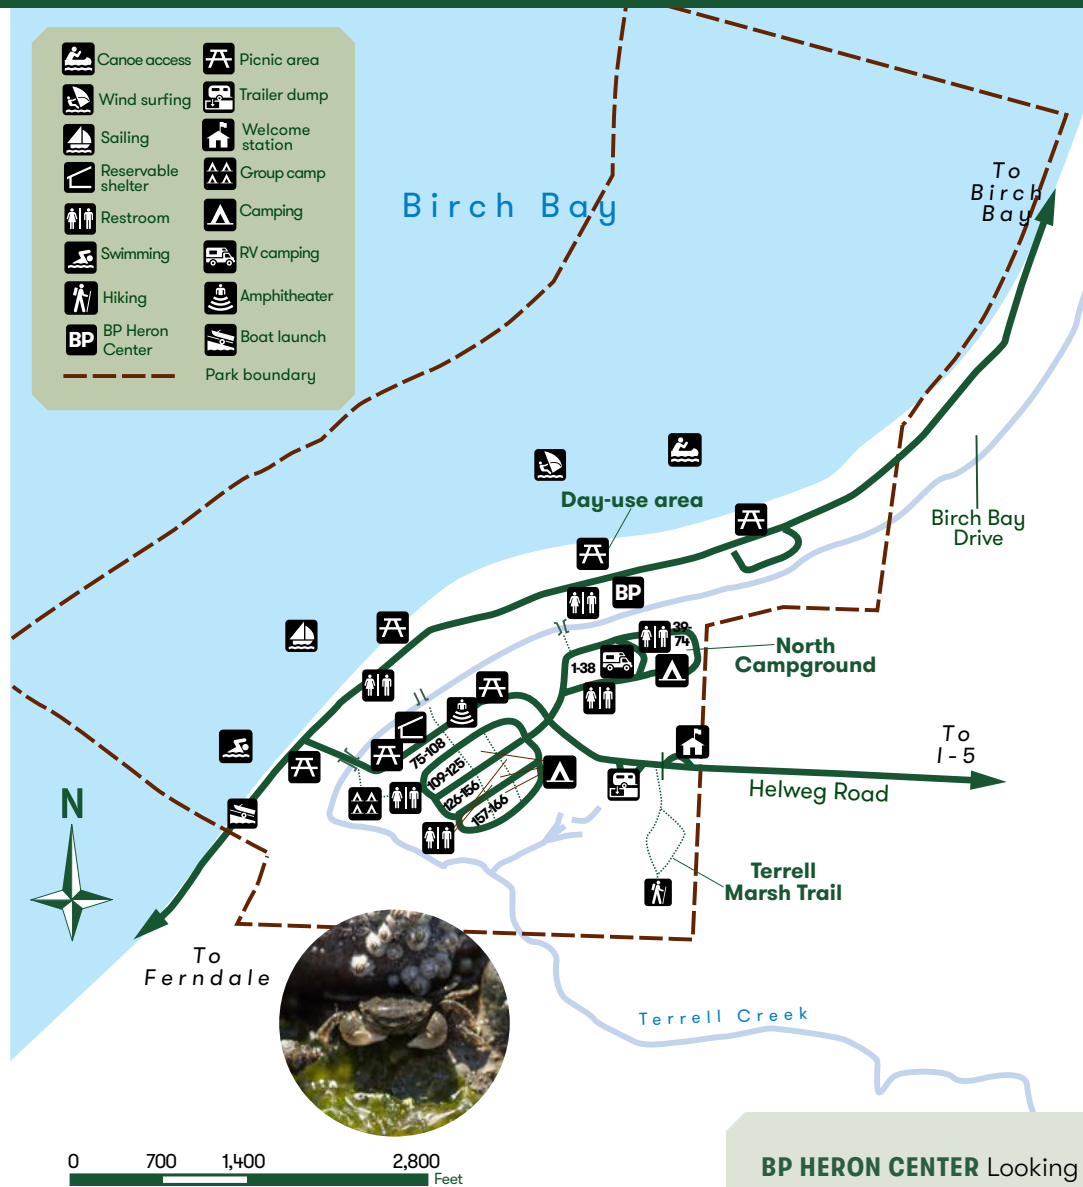 Canoe access
Wind surfing
Sailing
Reservable
shelter
Restroom
Swimming
Hiking
BP
BP Heron
Center
Picnic area
Trailer dump
Welcome
station
Group camp
Camping
RV camping
Amphitheater
Boat launch
Park boundary
Birch Bay
To
Birch
Bay
Day-use area
Birch Bay
Drive
BP
39-
74
1-38
North
Campground
75-108
109-125
126-156
157-166
To
I-5
Helweg Road
Terrell
Marsh Trail
N
To
Ferndale
Terrell Creek
0 700 1,400 2,800
Feet
BP HERON CENTER Looking